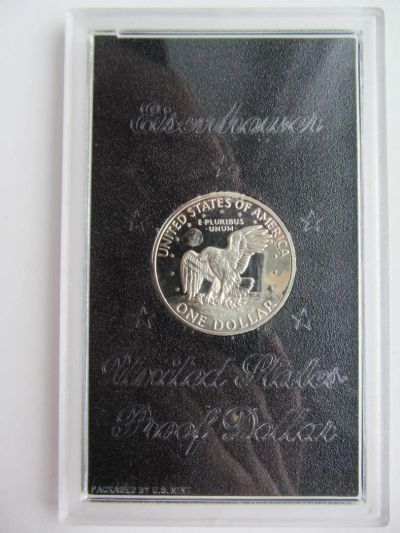 Eisenhower
UNITED STATES OF AMERICA
E·PLURIBUS
·UNUM·
ONE DOLLAR
United States
Proof Dollar
PACKAGED BY U.S. MINT